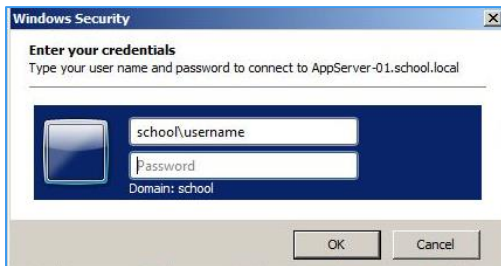 Windows Security
Enter your credentials
Type your user name and password to connect to AppServer-01.school.local
school\username
Password
Domain: school
OK Cancel